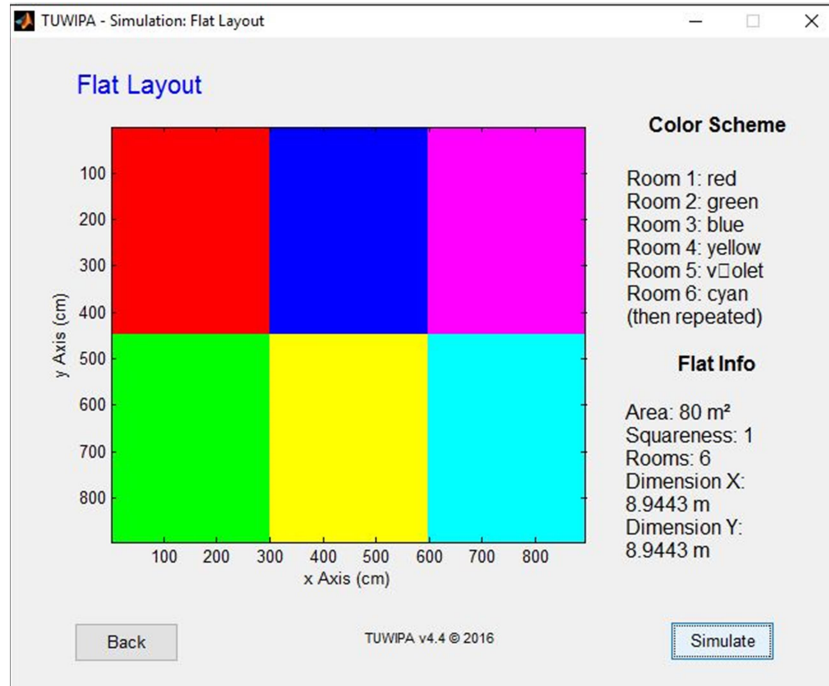 TUWIPA - Simulation: Flat Layout
Flat Layout
100
200
300
400
500
600
700
800
y Axis (cm)
100 200 300 400 500 600 700 800
x Axis (cm)
Color Scheme
Room 1: red
Room 2: green
Room 3: blue
Room 4: yellow
Room 5: v□olet
Room 6: cyan
(then repeated)
Flat Info
Area: 80 m²
Squareness: 1
Rooms: 6
Dimension X:
8.9443 m
Dimension Y:
8.9443 m
Back
TUWIPA v4.4 © 2016
Simulate